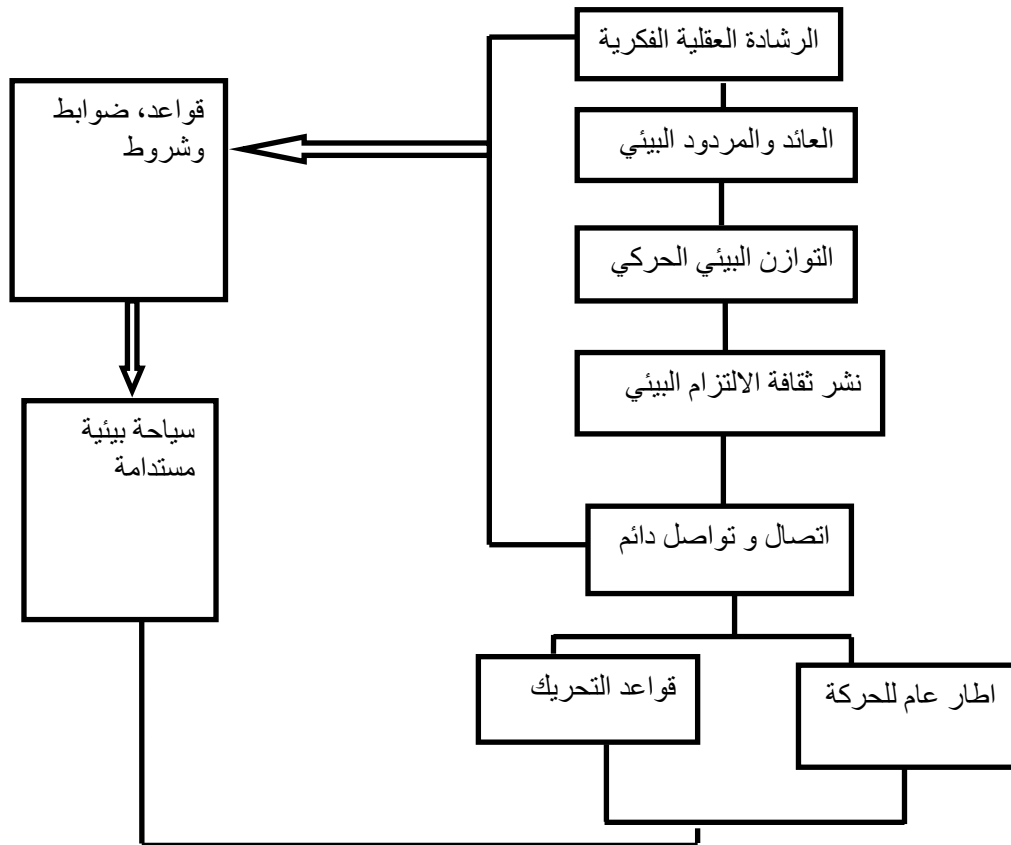 الرشادة العقلية الفكرية
العائد والمردود البيئي
التوازن البيئي الحركي
نشر ثقافة الالتزام البيئي
اتصال و تواصل دائم
اطار عام للحركة
قواعد التحريك
قواعد، ضوابط
وشروط
سياحة بيئية
مستدامة